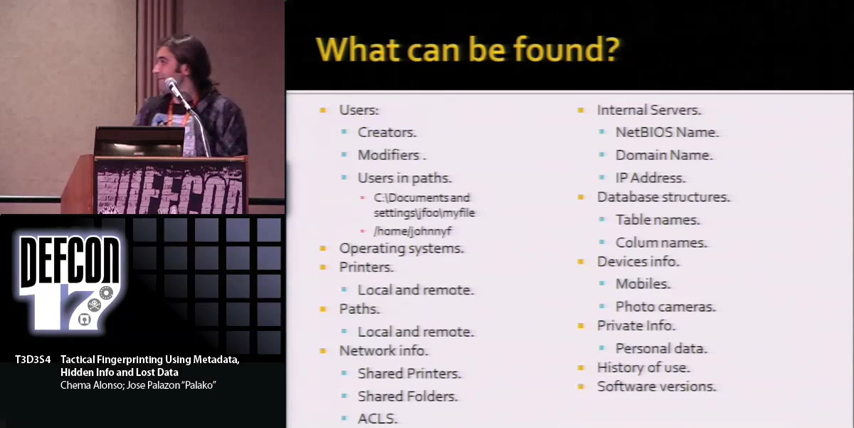 What can be found?
Users:
Creators.
Modifiers .
Users in paths.
C:\Documents and
settings\jfoo\myfile
/home/johnnyf
Operating systems.
Printers.
Local and remote.
Paths.
Local and remote.
Network info.
Shared Printers.
Shared Folders.
ACLS.
Internal Servers.
NetBIOS Name.
Domain Name.
IP Address.
Database structures.
Table names.
Colum names.
Devices info.
Mobiles.
Photo cameras.
Private Info.
Personal data.
History of use.
Software versions.
DEFCON
DEFCON
17
T3D3S4 Tactical Fingerprinting Using Metadata,
Hidden Info and Lost Data
Chema Alonso; Jose Palazon "Palako"